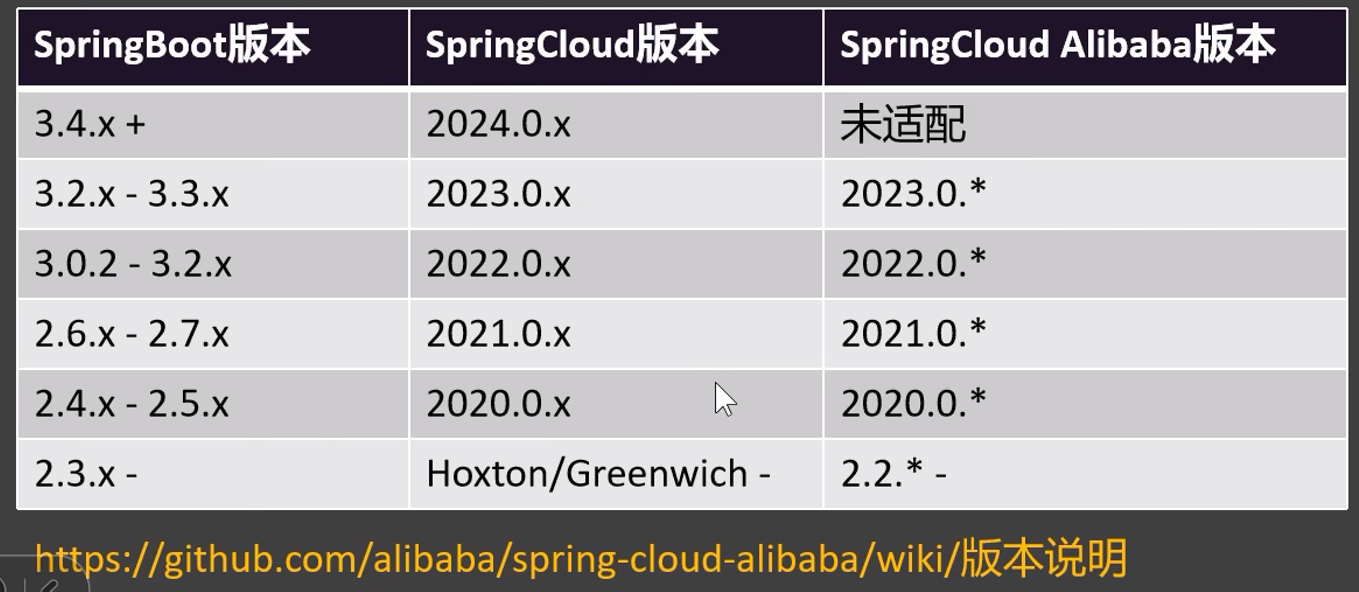 SpringBoot版本 SpringCloud版本 SpringCloud Alibaba版本
3.4.x + 2024.0.x 未适配
3.2.x - 3.3.x 2023.0.x 2023.0.*
3.0.2 - 3.2.x 2022.0.x 2022.0.*
2.6.x - 2.7.x 2021.0.x 2021.0.*
2.4.x - 2.5.x 2020.0.x 2020.0.*
2.3.x - Hoxton/Greenwich - 2.2.* -
https://github.com/alibaba/spring-cloud-alibaba/wiki/版本说明